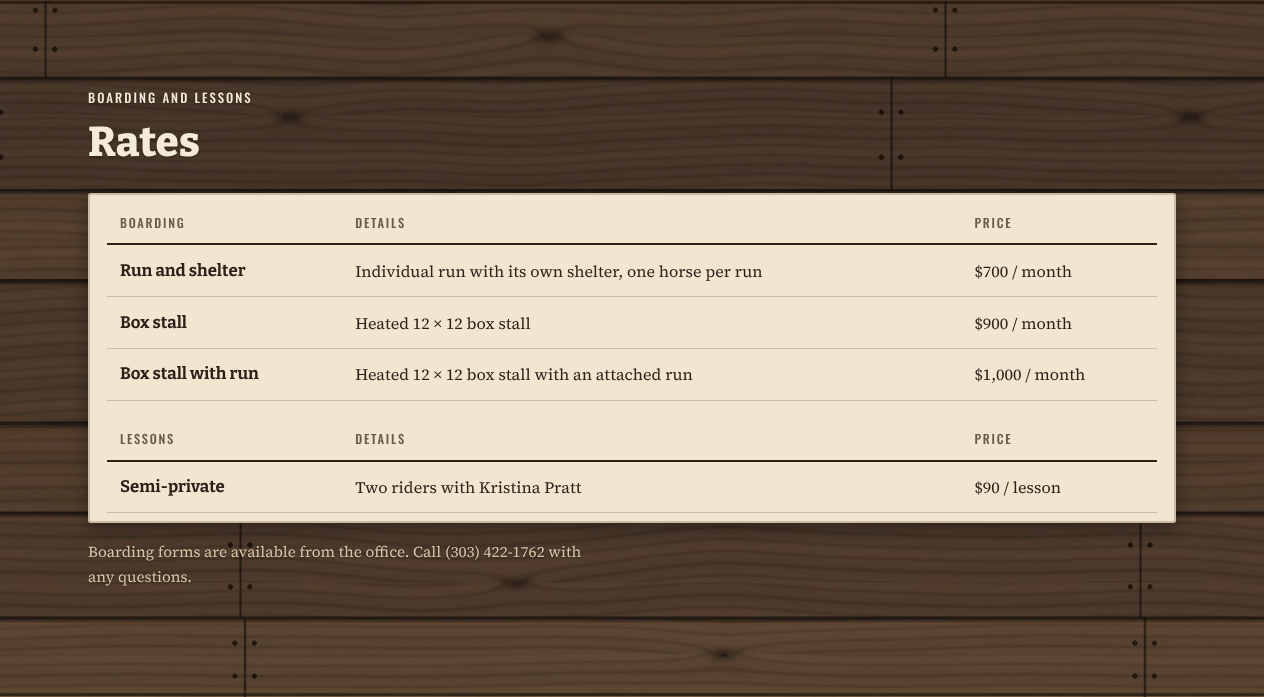 BOARDING AND LESSONS
Rates
BOARDING DETAILS PRICE
Run and shelter Individual run with its own shelter, one horse per run $700 / month
Box stall Heated 12 × 12 box stall $900 / month
Box stall with run Heated 12 × 12 box stall with an attached run $1,000 / month
LESSONS DETAILS PRICE
Semi-private Two riders with Kristina Pratt $90 / lesson
Boarding forms are available from the office. Call (303) 422-1762 with
any questions.